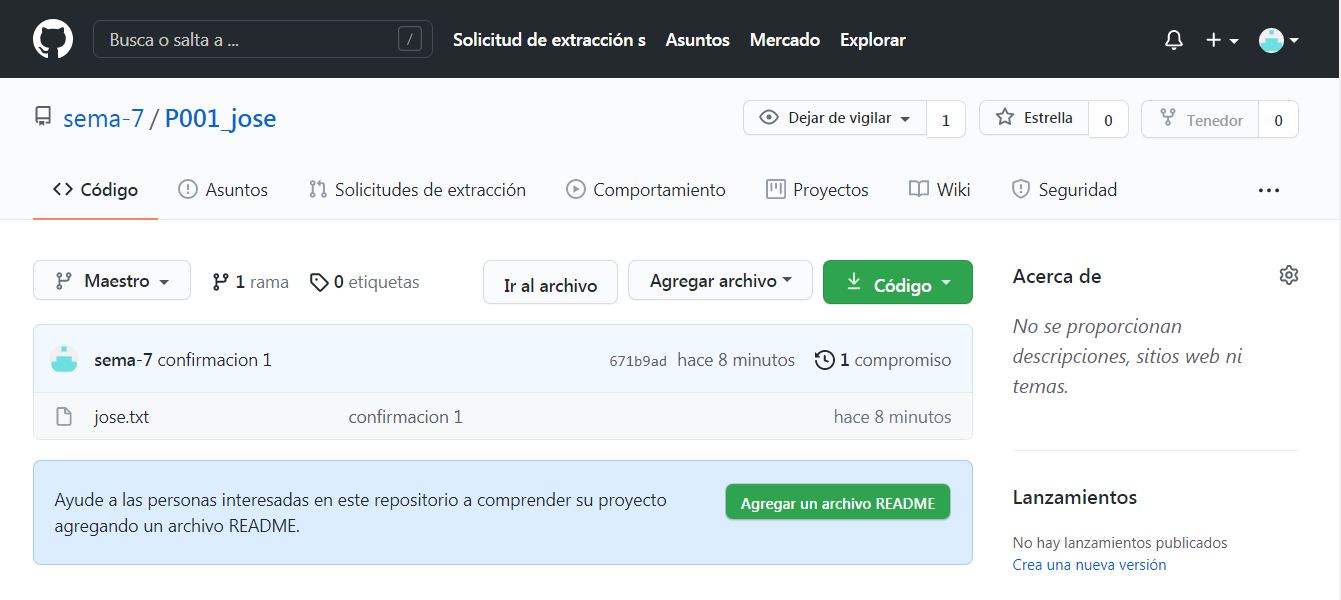 Busca o salta a ... /
Solicitud de extracción s Asuntos Mercado Explorar
sema-7 / P001_jose
Dejar de vigilar 1 Estrella 0 Tenedor 0
Código Asuntos Solicitudes de extracción Comportamiento Proyectos Wiki Seguridad
Maestro 1 rama 0 etiquetas Ir al archivo Agregar archivo Código
sema-7 confirmacion 1 671b9ad hace 8 minutos 1 compromiso
jose.txt confirmacion 1 hace 8 minutos
Ayude a las personas interesadas en este repositorio a comprender su proyecto
agregando un archivo README.
Agregar un archivo README
Acerca de
No se proporcionan
descripciones, sitios web ni
temas.
Lanzamientos
No hay lanzamientos publicados
Crea una nueva versión